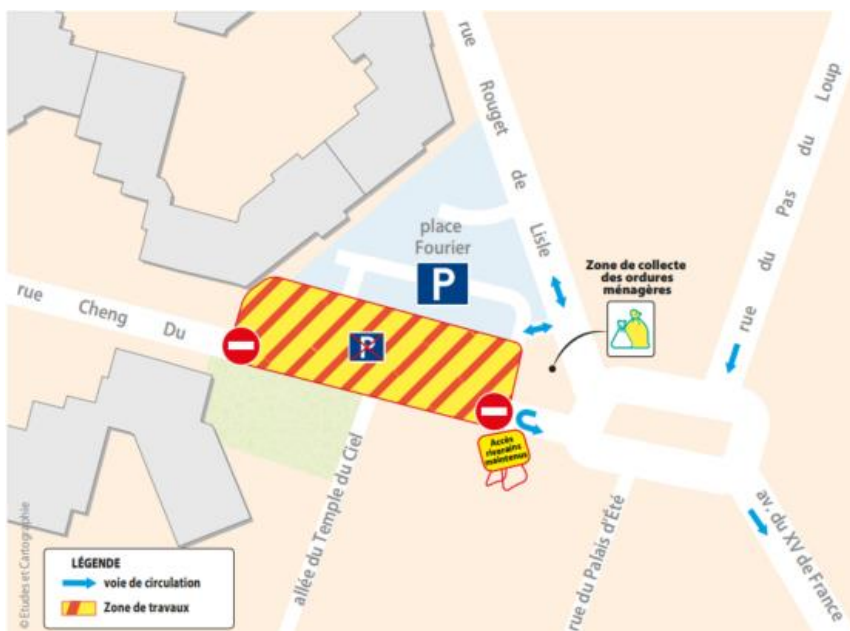 rue Rouget de Lisle
rue du Pas du Loup
place
Fourier
P
Zone de collecte
des ordures
ménagères
rue Cheng Du
P
Accès
riverains
maintenus
allée du Temple du Ciel
rue du Palais d'Été
av. du XV de France
© Etudes et Cartographie
LÉGENDE
voie de circulation
Zone de travaux